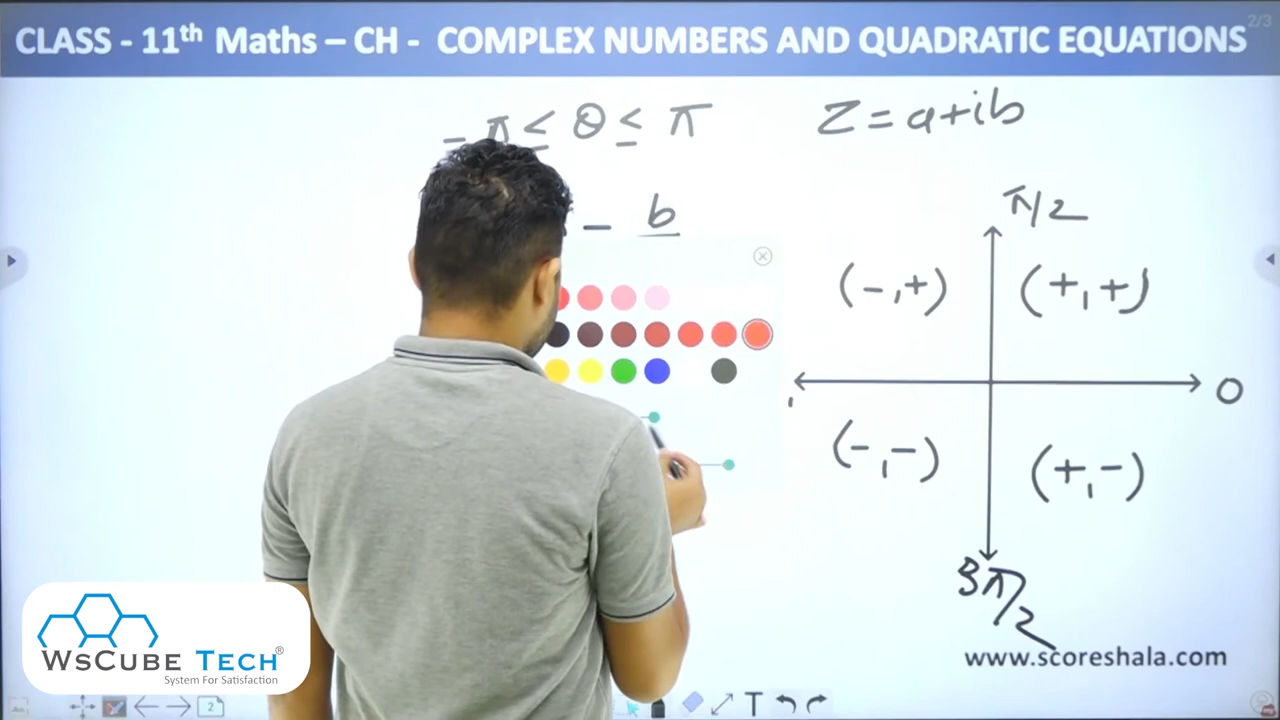 2/3
CLASS - 11th Maths – CH - COMPLEX NUMBERS AND QUADRATIC EQUATIONS
- π ≤ θ ≤ π
Z = a+ib
- b
π/2
(-,+)
(+,+)
0
(-,-)
(+,-)
3π/2
www.scoreshala.com
WsCube Tech®
System For Satisfaction
2
T